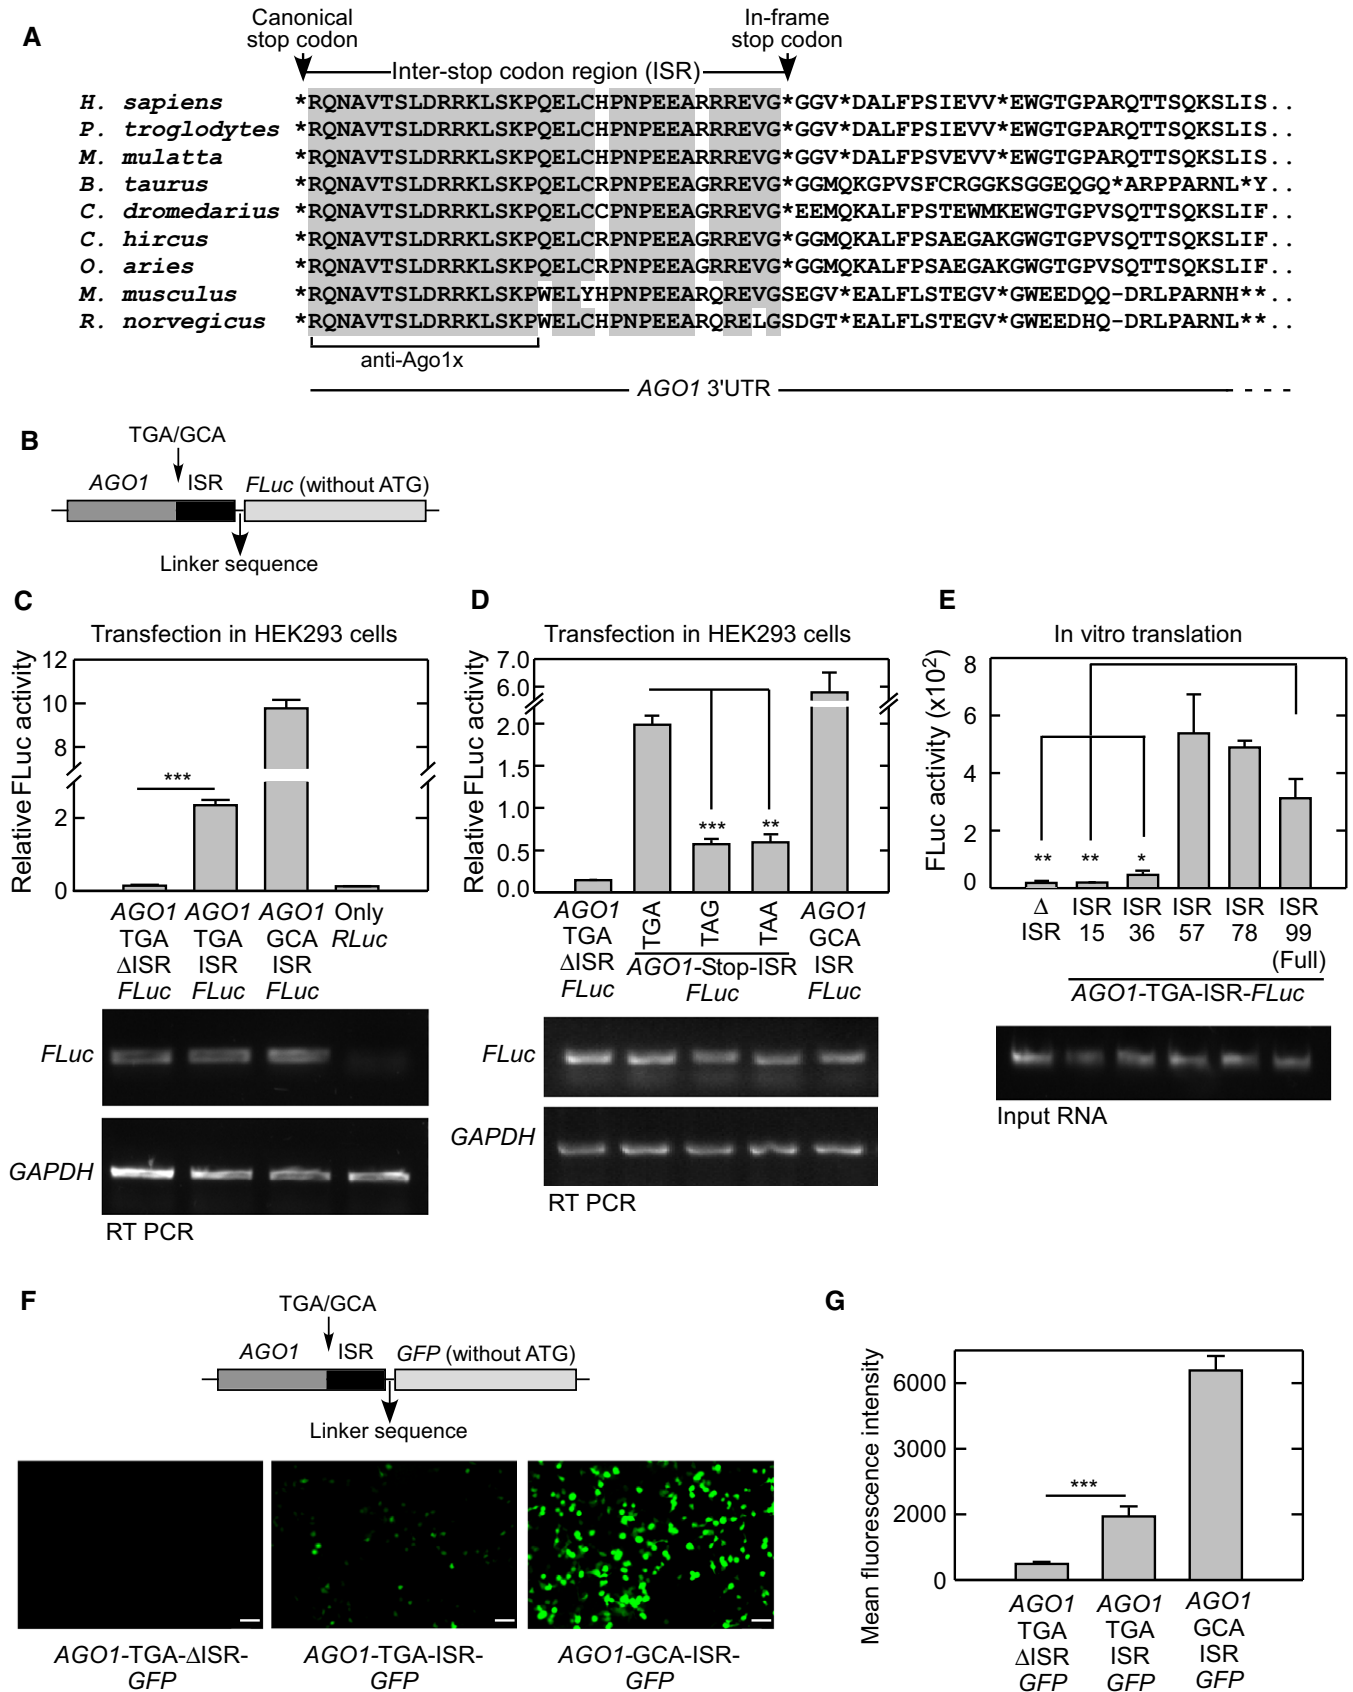 A
Canonical stop codon
In-frame stop codon
Inter-stop codon region (ISR)
H. sapiens *RQNAVTSLDRRKLSKPQELCHPNPEEARRREVG*GGV*DALFPSIEVV*EWGTGPARQTTSQKSLIS..
P. troglodytes *RQNAVTSLDRRKLSKPQELCHPNPEEARRREVG*GGV*DALFPSIEVV*EWGTGPARQTTSQKSLIS..
M. mulatta *RQNAVTSLDRRKLSKPQELCHPNPEEARRREVG*GGV*DALFPSVEVV*EWGTGPARQTTSQKSLIS..
B. taurus *RQNAVTSLDRRKLSKPQELCRPNPEEAGRREVG*GGMQKGPVSFCRGGKSGGEQGQ*ARPPARNL*Y..
C. dromedarius *RQNAVTSLDRRKLSKPQELCCPNPEEAGRREVG*EEMQKALFPSTEWMKEWGTGPVSQTTSQKSLIF..
C. hircus *RQNAVTSLDRRKLSKPQELCRPNPEEAGRREVG*GGMQKALFPSAEGAKGWGTGPVSQTTSQKSLIF..
O. aries *RQNAVTSLDRRKLSKPQELCRPNPEEAGRREVG*GGMQKALFPSAEGAKGWGTGPVSQTTSQKSLIF..
M. musculus *RQNAVTSLDRRKLSKPWELYHPNPEEARQREVGSEGV*EALFLSTEGV*GWEEDQQ-DRLPARNH**..
R. norvegicus *RQNAVTSLDRRKLSKPWELCHPNPEEARQRELGSDGT*EALFLSTEGV*GWEEDHQ-DRLPARNL**..
anti-Ago1x
AGO1 3'UTR
B
TGA/GCA
AGO1 ISR FLuc (without ATG)
Linker sequence
C
Transfection in HEK293 cells
Relative FLuc activity
12
10
8
2
0
***
AGO1 TGA ΔISR FLuc
AGO1 TGA ISR FLuc
AGO1 GCA ISR FLuc
Only RLuc
FLuc
GAPDH
RT PCR
D
Transfection in HEK293 cells
Relative FLuc activity
7.0
6.0
2.0
1.5
1.0
0.5
0.0
***
**
AGO1 TGA ΔISR FLuc
TGA
TAG
TAA
AGO1-Stop-ISR FLuc
AGO1 GCA ISR FLuc
FLuc
GAPDH
RT PCR
E
In vitro translation
FLuc activity (x10²)
8
6
4
2
0
**
**
*
Δ ISR
ISR 15
ISR 36
ISR 57
ISR 78
ISR 99 (Full)
AGO1-TGA-ISR-FLuc
Input RNA
F
TGA/GCA
AGO1 ISR GFP (without ATG)
Linker sequence
AGO1-TGA-ΔISR-GFP
AGO1-TGA-ISR-GFP
AGO1-GCA-ISR-GFP
G
Mean fluorescence intensity
6000
3000
2000
0
***
AGO1 TGA ΔISR GFP
AGO1 TGA ISR GFP
AGO1 GCA ISR GFP